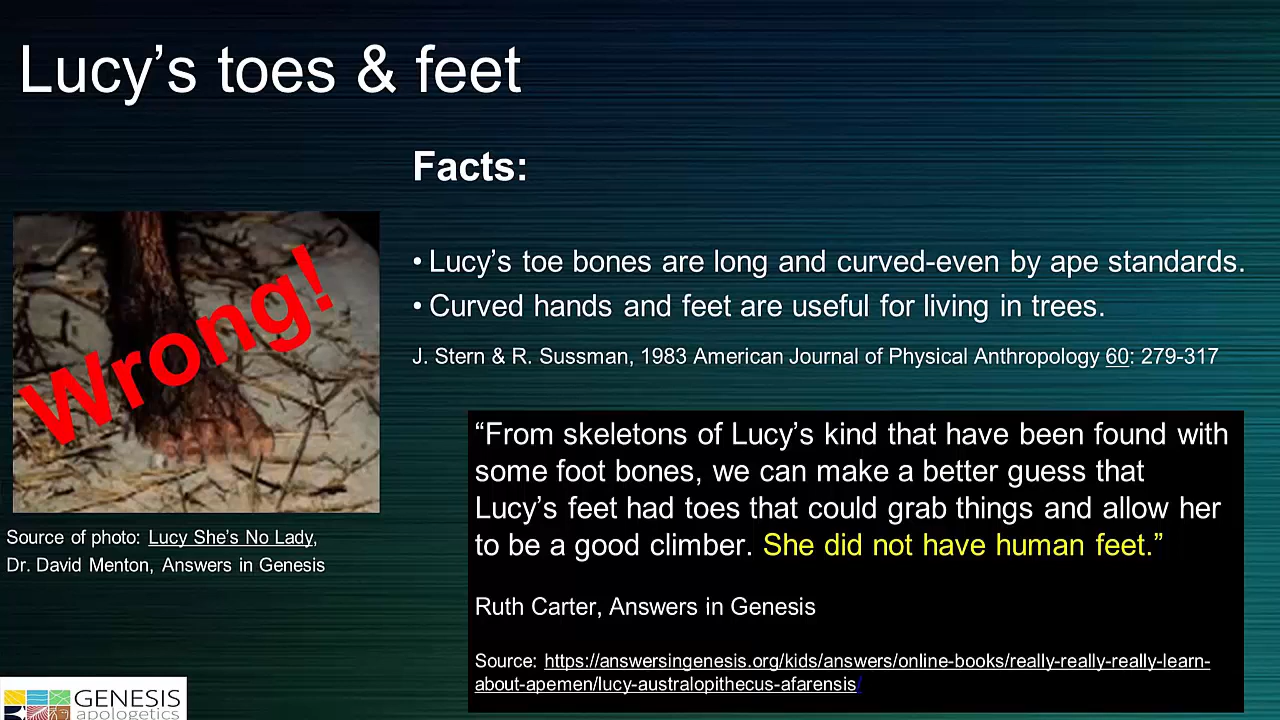 Lucy’s toes & feet
Facts:
• Lucy’s toe bones are long and curved-even by ape standards.
• Curved hands and feet are useful for living in trees.
J. Stern & R. Sussman, 1983 American Journal of Physical Anthropology 60: 279-317
Wrong!
Source of photo: Lucy She’s No Lady,
Dr. David Menton, Answers in Genesis
“From skeletons of Lucy’s kind that have been found with
some foot bones, we can make a better guess that
Lucy’s feet had toes that could grab things and allow her
to be a good climber. She did not have human feet.”
Ruth Carter, Answers in Genesis
Source: https://answersingenesis.org/kids/answers/online-books/really-really-really-learn-
about-apemen/lucy-australopithecus-afarensis/
GENESIS
apologetics